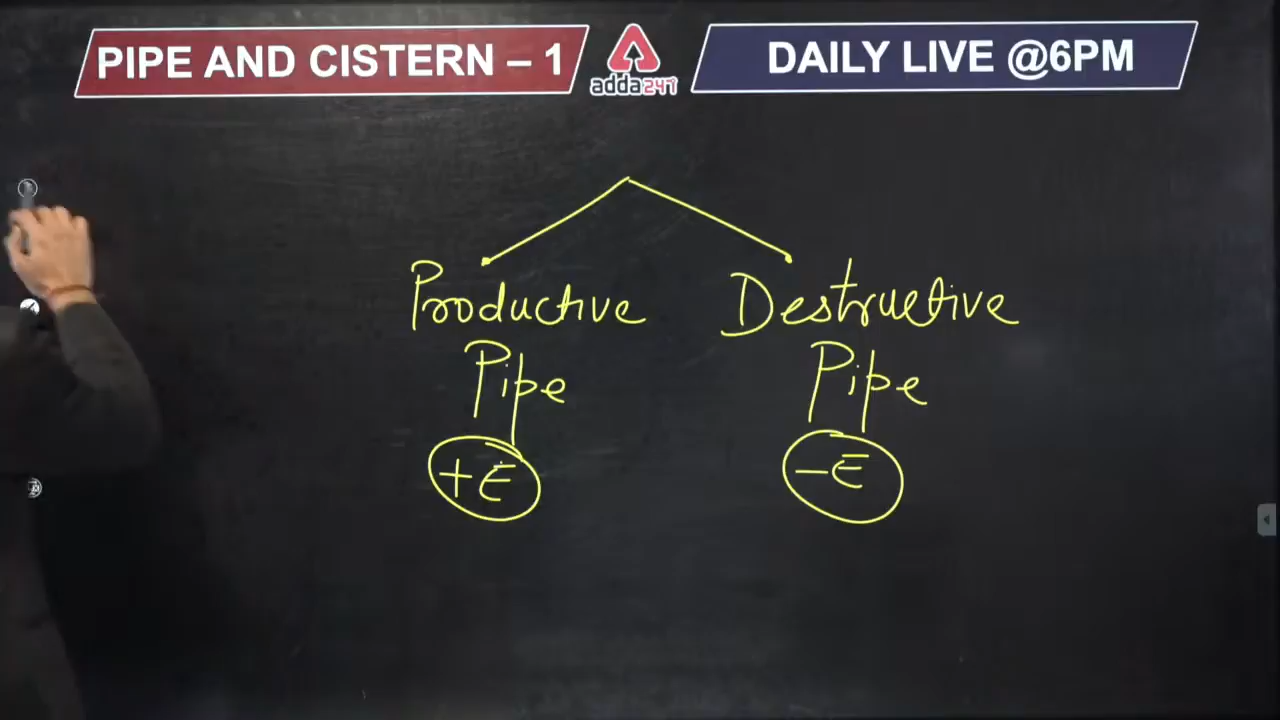 PIPE AND CISTERN – 1
adda247
DAILY LIVE @6PM
Productive Destructive
Pipe Pipe
+E -E